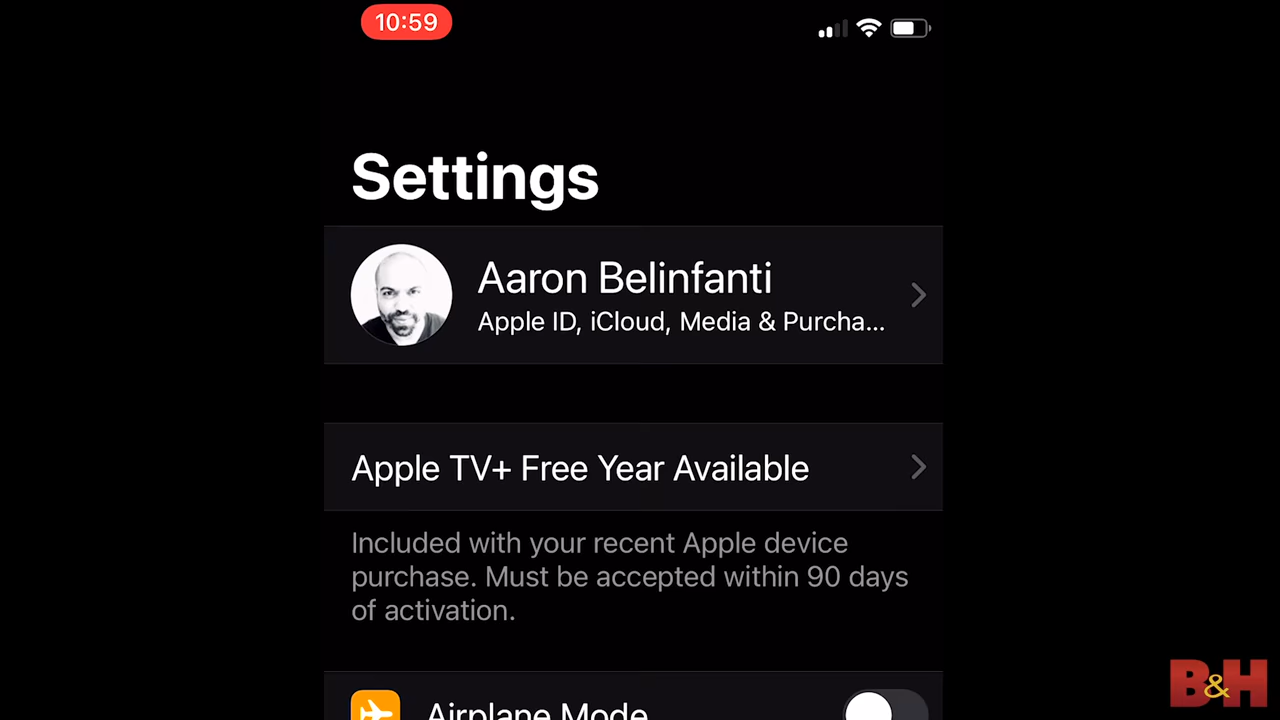 10:59
Settings
Aaron Belinfanti
Apple ID, iCloud, Media & Purcha...
Apple TV+ Free Year Available
Included with your recent Apple device
purchase. Must be accepted within 90 days
of activation.
Airplane Mode
B&H